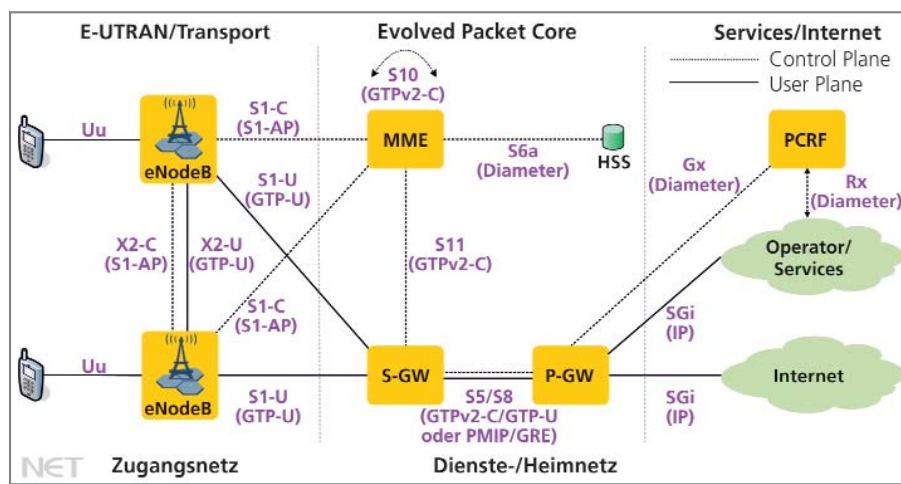 E-UTRAN/Transport
Evolved Packet Core
Services/Internet
Control Plane
User Plane
S10
(GTPv2-C)
Uu
eNodeB
S1-C
(S1-AP)
MME
S6a
(Diameter)
HSS
PCRF
Gx
(Diameter)
Rx
(Diameter)
S1-U
(GTP-U)
X2-C
(S1-AP)
X2-U
(GTP-U)
S11
(GTPv2-C)
Operator/
Services
S1-C
(S1-AP)
SGi
(IP)
Uu
eNodeB
S1-U
(GTP-U)
S-GW
S5/S8
(GTPv2-C/GTP-U
oder PMIP/GRE)
P-GW
SGi
(IP)
Internet
NET
Zugangsnetz
Dienste-/Heimnetz